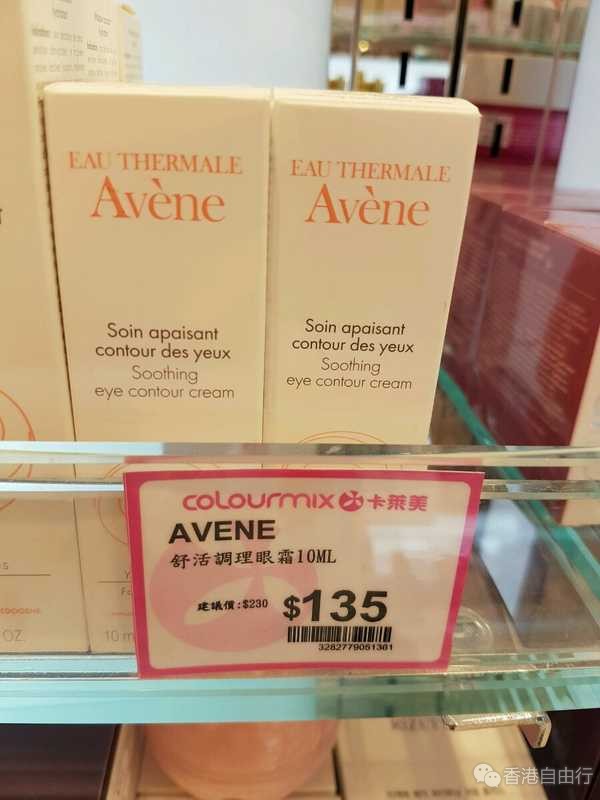 EAU THERMALE
Avène
Soin apaisant
contour des yeux
Soothing
eye contour cream
EAU THERMALE
Avène
Soin apaisant
contour des yeux
Soothing
eye contour cream
colourmix 卡萊美
AVENE
舒活調理眼霜10ML
建議價:$230 $135
3282779051361
OZ.
10 m
香港自由行